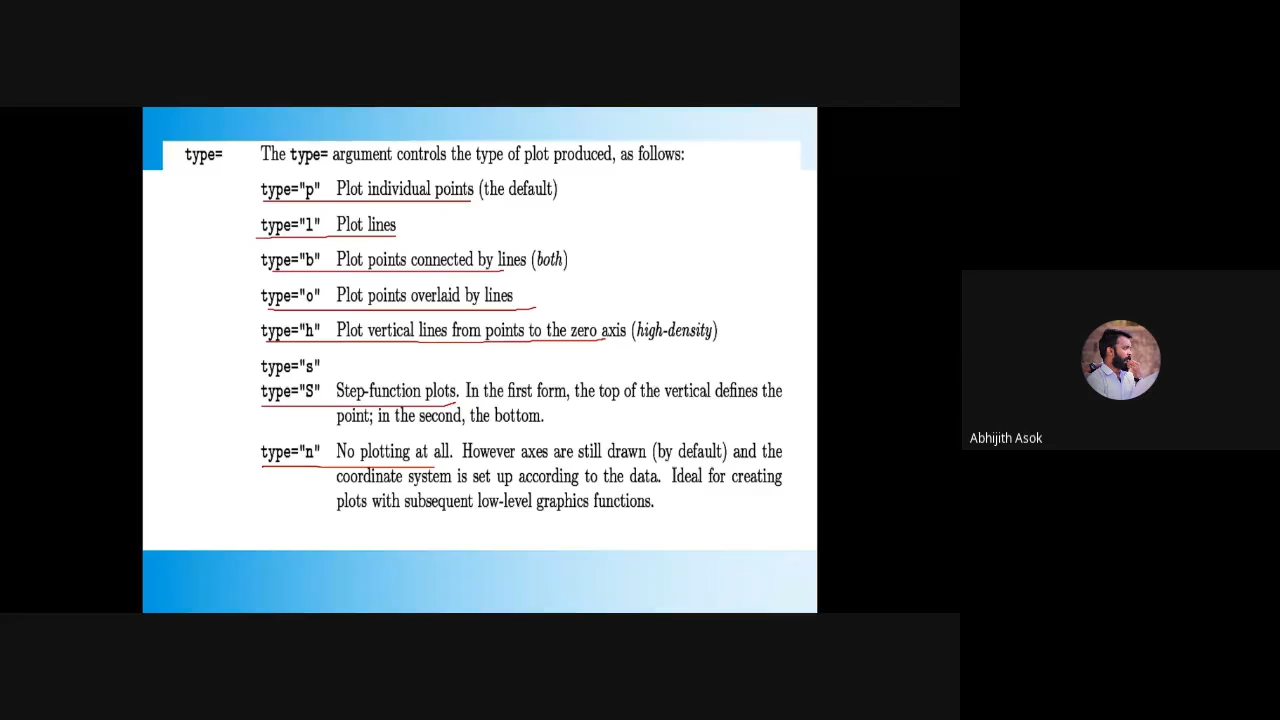 type= The type= argument controls the type of plot produced, as follows:
type="p" Plot individual points (the default)
type="l" Plot lines
type="b" Plot points connected by lines (both)
type="o" Plot points overlaid by lines
type="h" Plot vertical lines from points to the zero axis (high-density)
type="s"
type="S" Step-function plots. In the first form, the top of the vertical defines the
point; in the second, the bottom.
type="n" No plotting at all. However axes are still drawn (by default) and the
coordinate system is set up according to the data. Ideal for creating
plots with subsequent low-level graphics functions.
Abhijith Asok